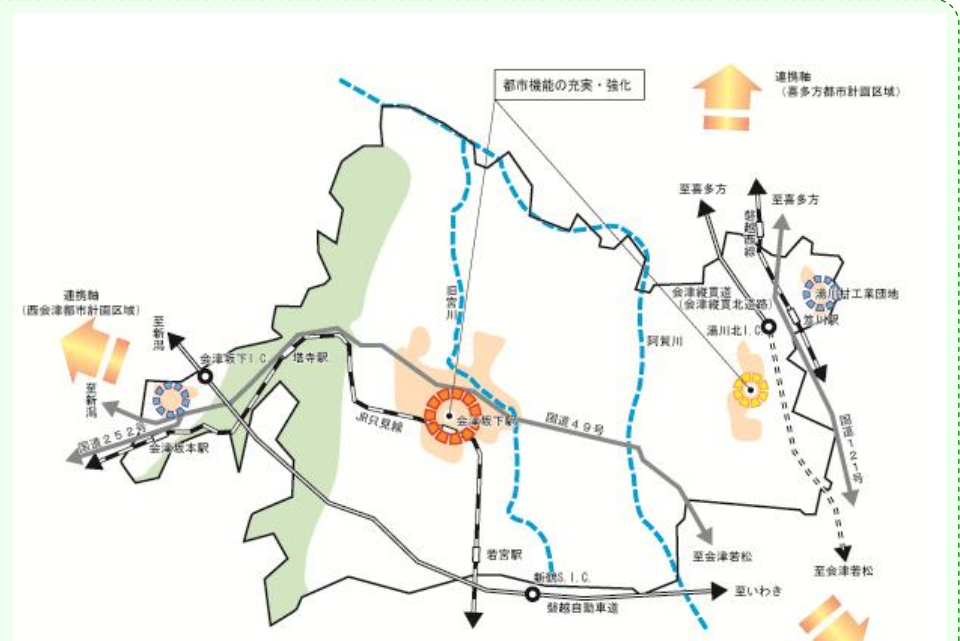 都市機能の充実・強化
連携軸
(喜多方都市計画区域)
至喜多方
至喜多方
磐越西線
会津縦貫道
(会津縦貫北道路)
湯川村工業団地
笈川駅
湯川北I.C.
旧宮川
阿賀川
連携軸
(西会津都市計画区域)
至新潟
会津坂下I.C.
塔寺駅
至新潟
国道252号
会津坂本駅
JR只見線
会津坂下駅
国道49号
国道121号
若宮駅
至会津若松
至会津若松
新鶴S.I.C.
至いわき
磐越自動車道